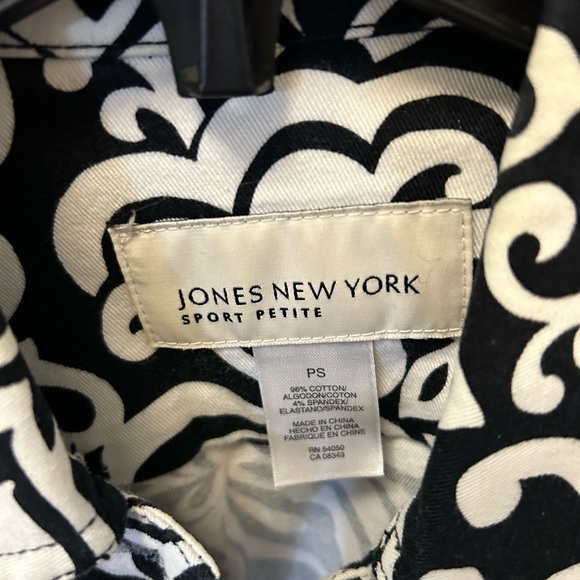 JONES NEW YORK
SPORT PETITE
PS
96% COTTON/
ALGODON/COTON
4% SPANDEX/
ELASTANO/SPANDEX
MADE IN CHINA
HECHO EN CHINA
FABRIQUE EN CHINE
RN 54050
CA 08349